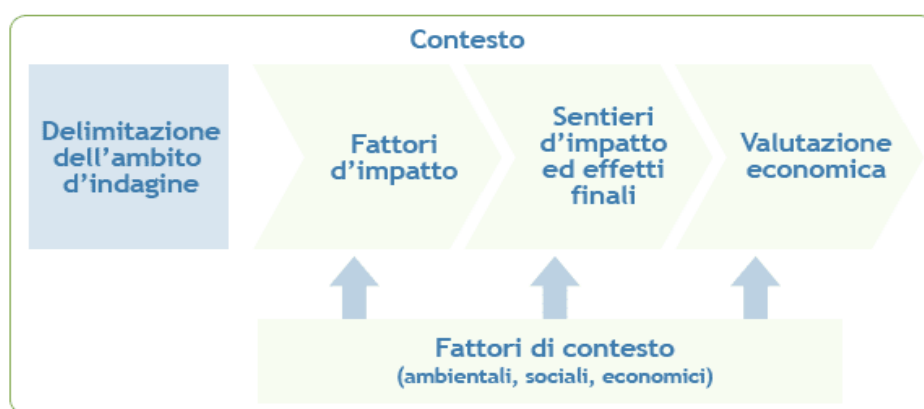 Contesto
Delimitazione
dell'ambito
d'indagine
Fattori
d'impatto
Sentieri
d'impatto
ed effetti
finali
Valutazione
economica
Fattori di contesto
(ambientali, sociali, economici)